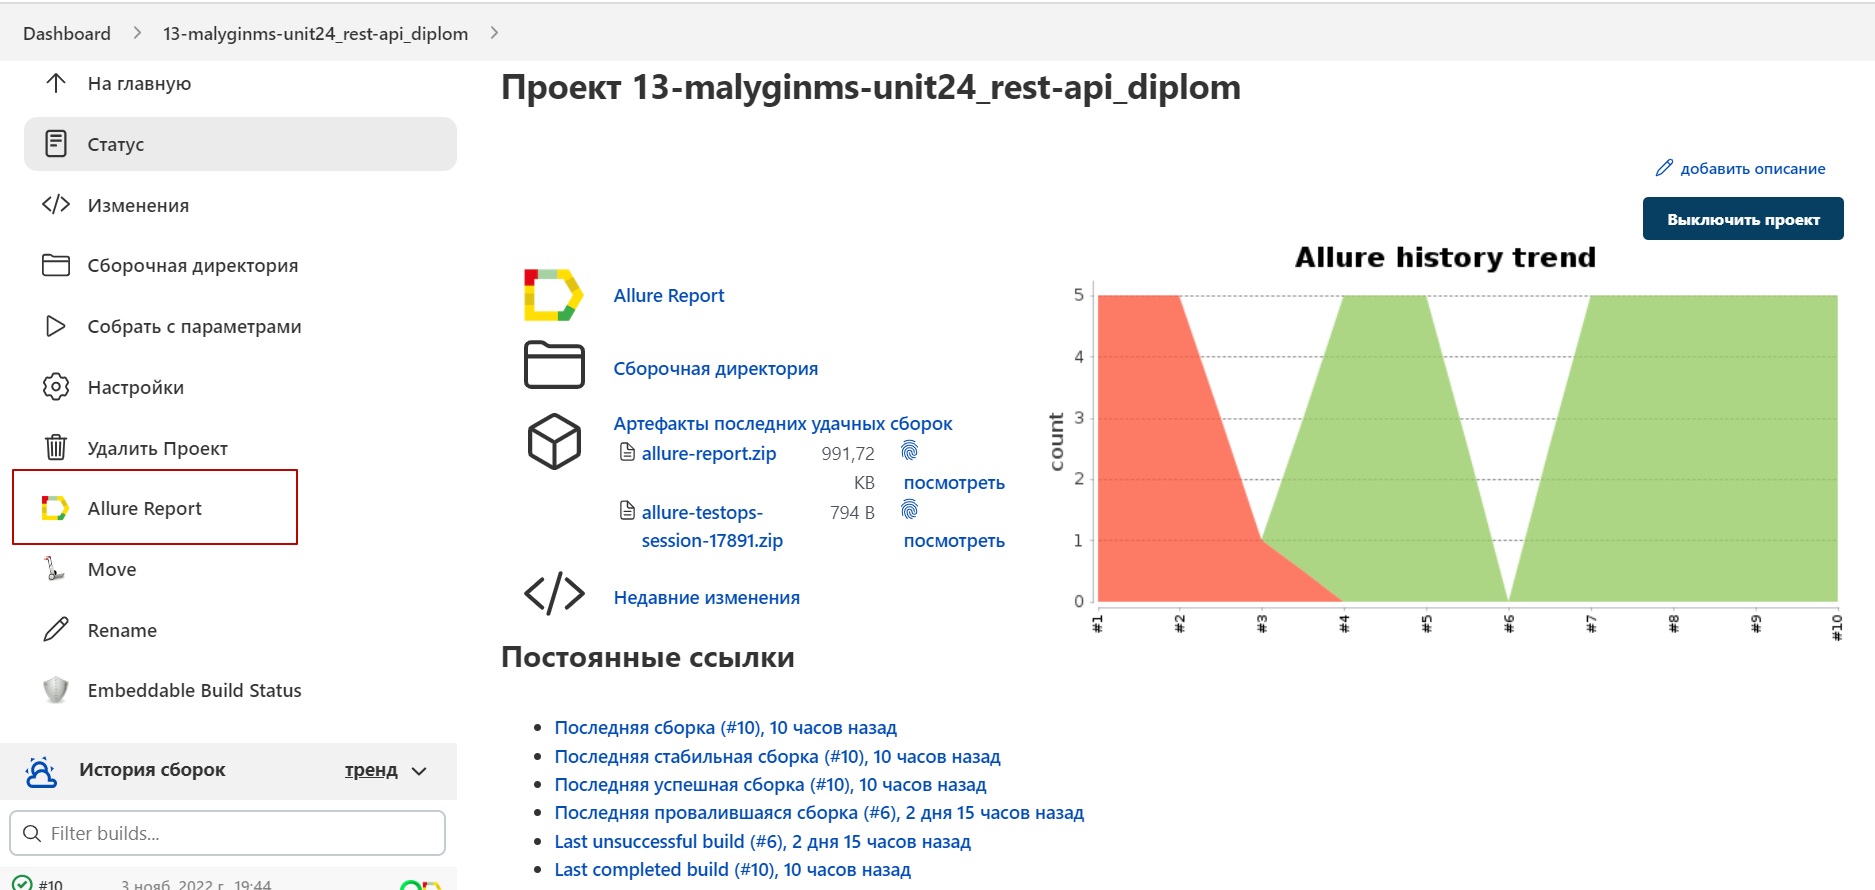 Dashboard
13-malyginms-unit24_rest-api_diplom
На главную
Статус
Изменения
Сборочная директория
Собрать с параметрами
Настройки
Удалить Проект
Allure Report
Move
Rename
Embeddable Build Status
История сборок
тренд
Filter builds...
#10
3 нояб. 2022 г., 19:44
Проект 13-malyginms-unit24_rest-api_diplom
добавить описание
Выключить проект
Allure Report
Сборочная директория
Артефакты последних удачных сборок
allure-report.zip 991,72
KB посмотреть
allure-testops- 794 B
session-17891.zip посмотреть
Недавние изменения
Allure history trend
count
5
4
3
2
1
0
#1 #2 #3 #4 #5 #6 #7 #8 #9 #10
Постоянные ссылки
Последняя сборка (#10), 10 часов назад
Последняя стабильная сборка (#10), 10 часов назад
Последняя успешная сборка (#10), 10 часов назад
Последняя провалившаяся сборка (#6), 2 дня 15 часов назад
Last unsuccessful build (#6), 2 дня 15 часов назад
Last completed build (#10), 10 часов назад